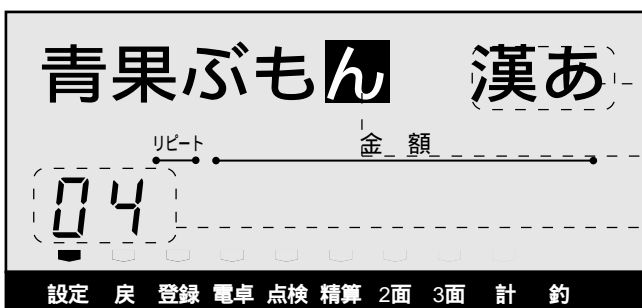 青果ぶもん 漢あ
リピート 金 額
04
設定 戻 登録 電卓 点検 精算 2面 3面 計 釣